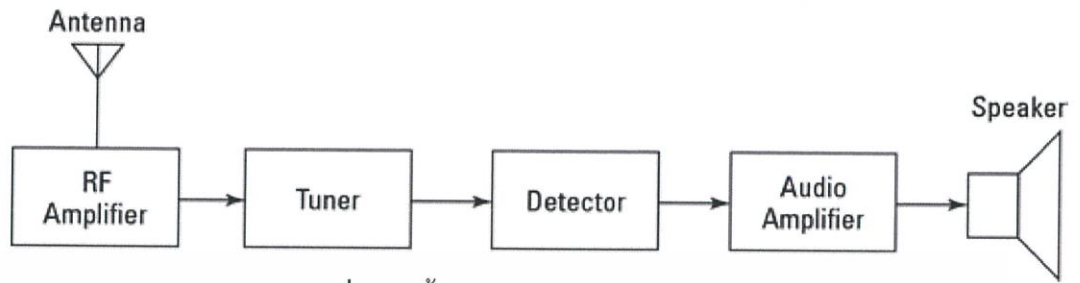 Antenna
Speaker
RF
Amplifier
Tuner
Detector
Audio
Amplifier